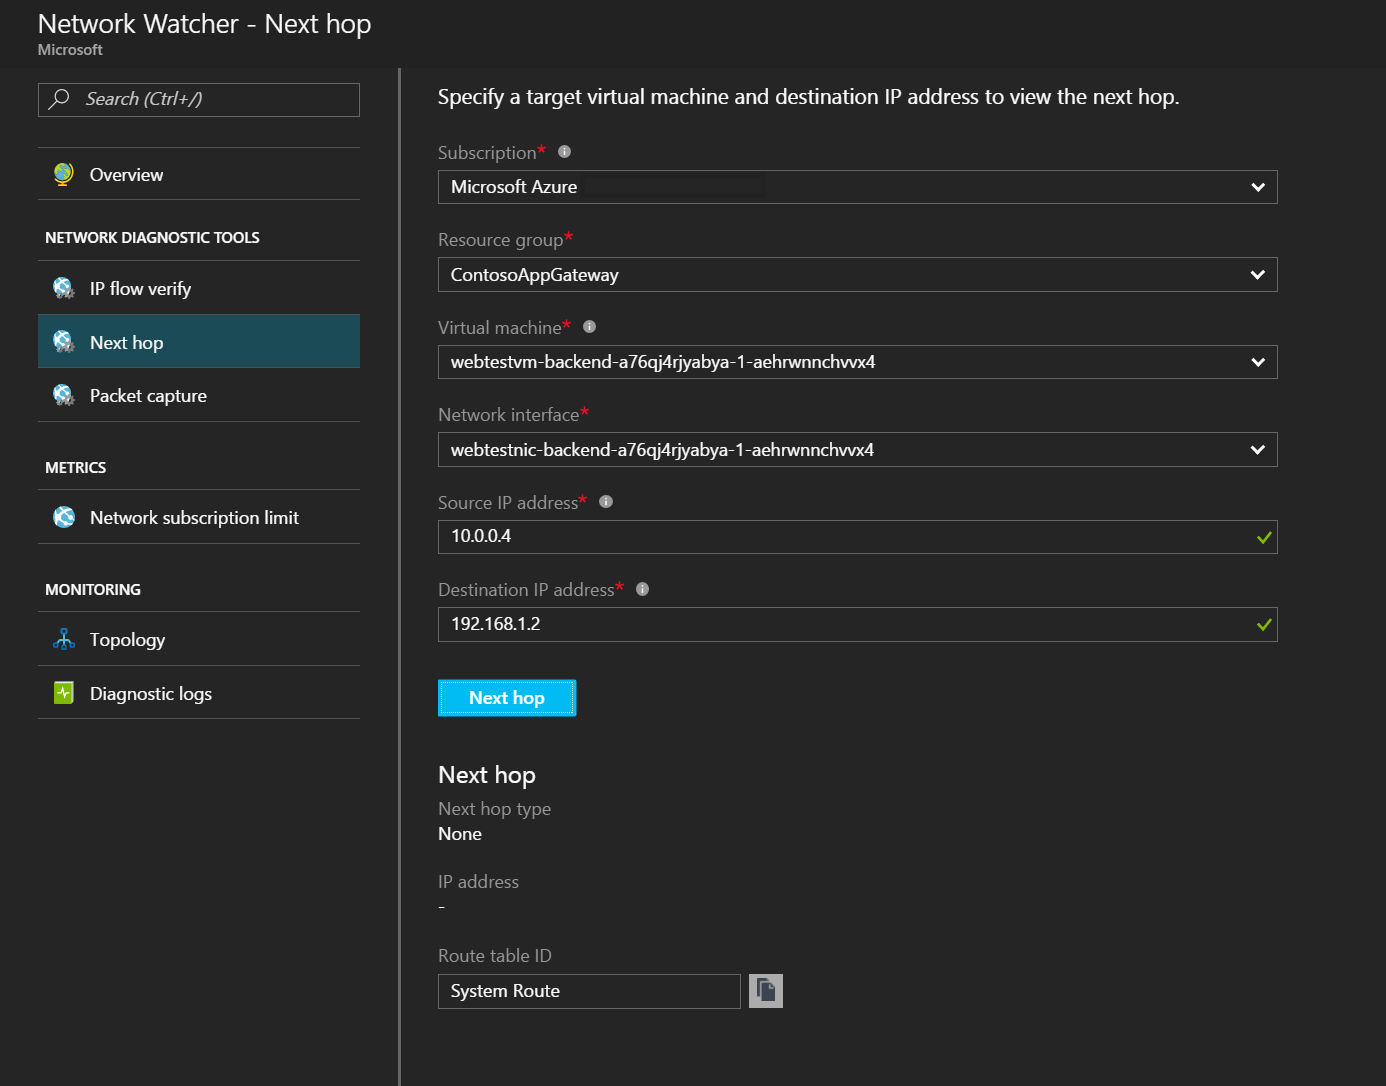 Network Watcher - Next hop
Microsoft
Search (Ctrl+/)
Overview
NETWORK DIAGNOSTIC TOOLS
IP flow verify
Next hop
Packet capture
METRICS
Network subscription limit
MONITORING
Topology
Diagnostic logs
Specify a target virtual machine and destination IP address to view the next hop.
Subscription*
Microsoft Azure
Resource group*
ContosoAppGateway
Virtual machine*
webtestvm-backend-a76qj4rjyabya-1-aehrwnnchvvx4
Network interface*
webtestnic-backend-a76qj4rjyabya-1-aehrwnnchvvx4
Source IP address*
10.0.0.4
Destination IP address*
192.168.1.2
Next hop
Next hop
Next hop type
None
IP address
-
Route table ID
System Route